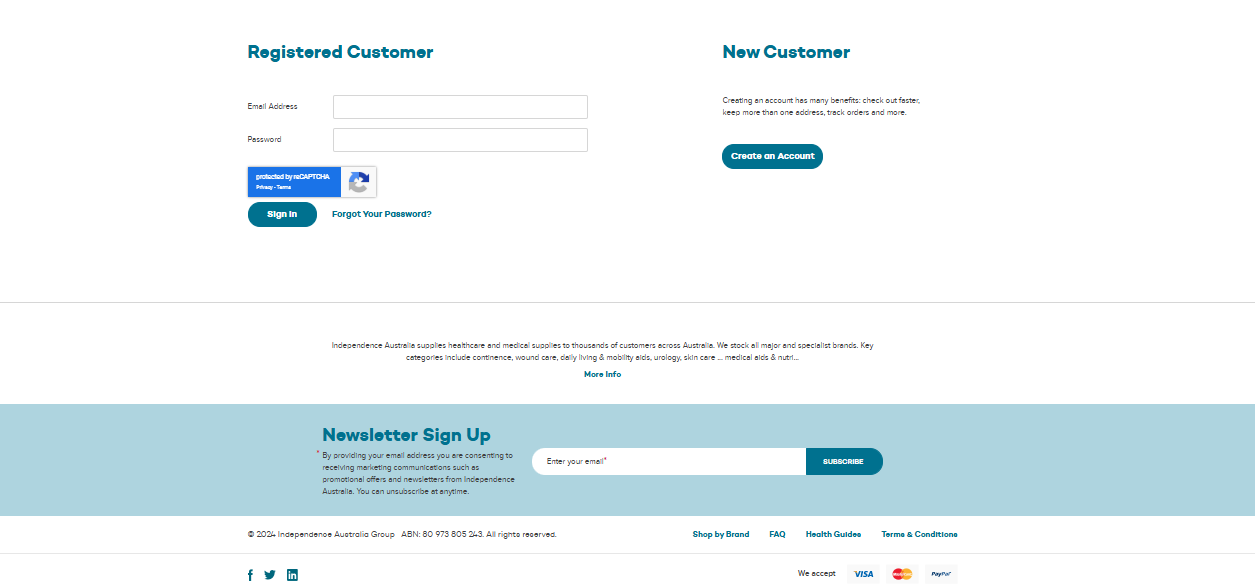 Registered Customer
Email Address
Password
protected by reCAPTCHA
Privacy - Terms
Sign In
Forgot Your Password?
New Customer
Creating an account has many benefits: check out faster,
keep more than one address, track orders and more.
Create an Account
Independence Australia supplies healthcare and medical supplies to thousands of customers across Australia. We stock all major and specialist brands. Key
categories include continence, wound care, daily living & mobility aids, urology, skin care ... medical aids & nutri...
More Info
Newsletter Sign Up
* By providing your email address you are consenting to
receiving marketing communications such as
promotional offers and newsletters from Independence
Australia. You can unsubscribe at anytime.
Enter your email*
SUBSCRIBE
© 2024 Independence Australia Group ABN: 80 973 805 243. All rights reserved.
Shop by Brand
FAQ
Health Guides
Terms & Conditions
We accept
VISA
MasterCard
PayPal